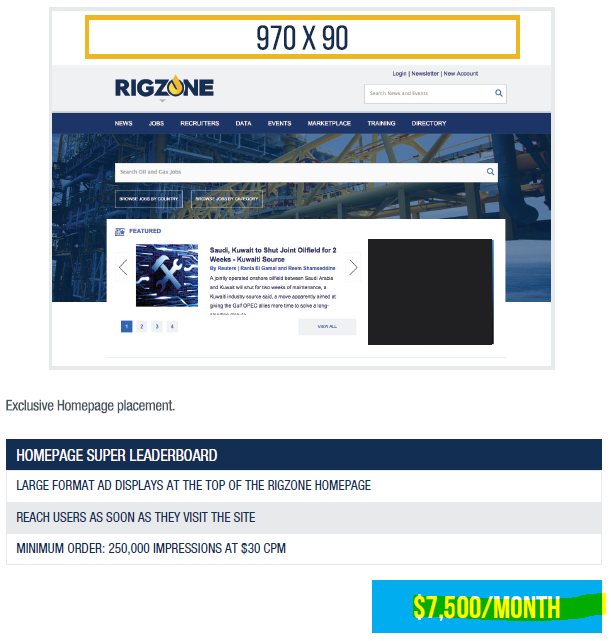 970 X 90
Login | Newsletter | New Account
RIGZONE
Search News and Events
NEWS JOBS RECRUITERS DATA EVENTS MARKETPLACE TRAINING DIRECTORY
Search Oil and Gas Jobs
BROWSE JOBS BY COUNTRY BROWSE JOBS BY CATEGORY
FEATURED
Saudi, Kuwait to Shut Joint Oilfield for 2
Weeks - Kuwaiti Source
By Reuters | Rania El Gamal and Reem Shamseddine
A jointly operated onshore oilfield between Saudi Arabia
and Kuwait will shut for two weeks of maintenance, a
Kuwaiti industry source said, a move apparently aimed at
giving the Gulf OPEC allies more time to solve a long-
1 2 3 4
VIEW ALL
Exclusive Homepage placement.
HOMEPAGE SUPER LEADERBOARD
LARGE FORMAT AD DISPLAYS AT THE TOP OF THE RIGZONE HOMEPAGE
REACH USERS AS SOON AS THEY VISIT THE SITE
MINIMUM ORDER: 250,000 IMPRESSIONS AT $30 CPM
$7,500/MONTH